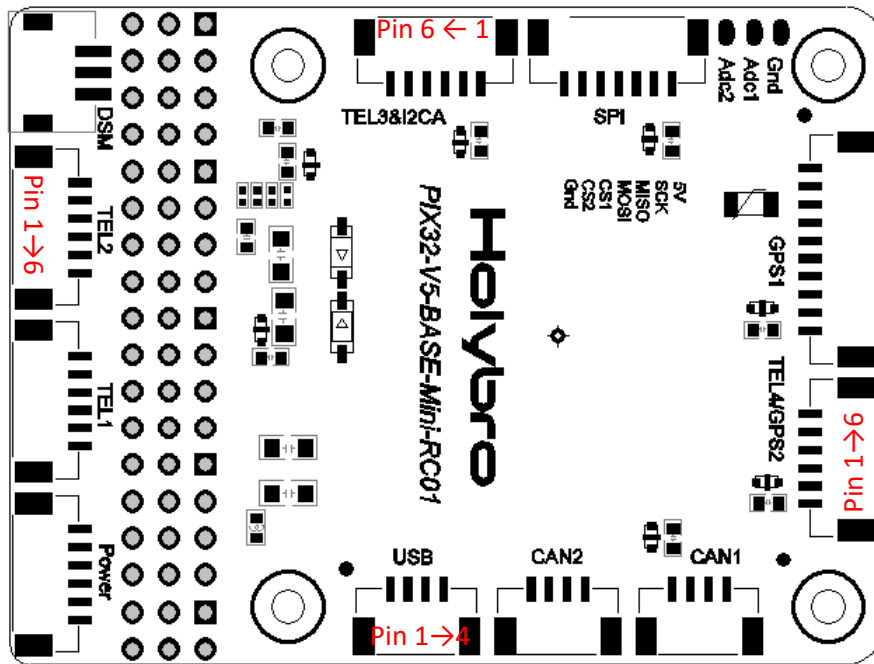 Pin 6 ← 1
TEL3&I2CA
SPI
Adc2
Adc1
Gnd
DSM
Pin 1→6
TEL2
TEL1
Power
PIX32-V5-BASE-Mini-RC01
Holybro
Gnd
CS2
CS1
MOSI
MISO
SCK
5V
GPS1
TEL4/GPS2
Pin 1→6
USB
CAN2
CAN1
Pin 1→4